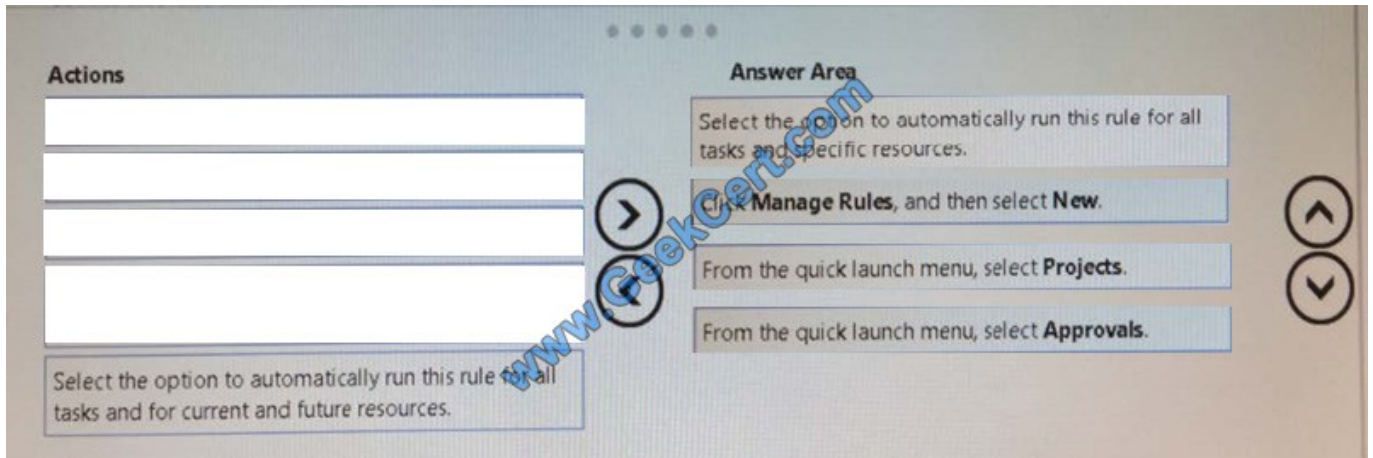 Actions
Answer Area
Select the option to automatically run this rule for all
tasks and specific resources.
Click Manage Rules, and then select New.
From the quick launch menu, select Projects.
From the quick launch menu, select Approvals.
Select the option to automatically run this rule for all
tasks and for current and future resources.
www.GeekCert.com